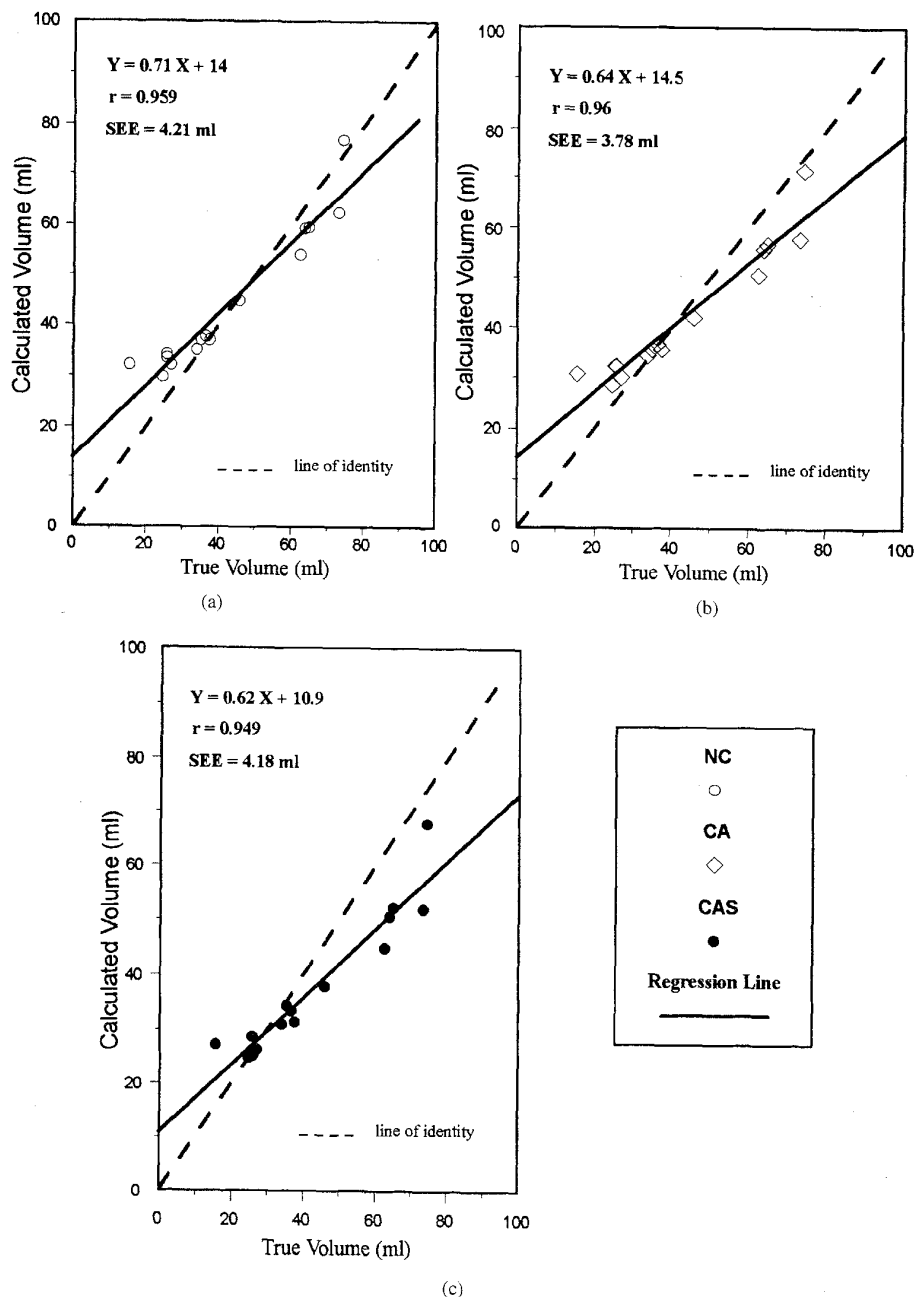 Y = 0.71 X + 14
r = 0.959
SEE = 4.21 ml
Calculated Volume (ml)
100
80
60
40
20
0
line of identity
0 20 40 60 80 100
True Volume (ml)
(a)
Y = 0.64 X + 14.5
r = 0.96
SEE = 3.78 ml
Calculated Volume (ml)
100
80
60
40
20
0
line of identity
0 20 40 60 80 100
True Volume (ml)
(b)
Y = 0.62 X + 10.9
r = 0.949
SEE = 4.18 ml
Calculated Volume (ml)
100
80
60
40
20
0
line of identity
0 20 40 60 80 100
True Volume (ml)
(c)
NC
CA
CAS
Regression Line